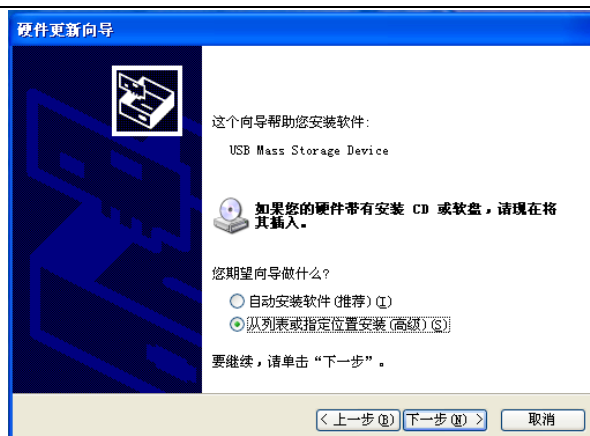 硬件更新向导
这个向导帮助您安装软件:
USB Mass Storage Device
如果您的硬件带有安装 CD 或软盘，请现在将
其插入。
您期望向导做什么?
自动安装软件(推荐)(I)
从列表或指定位置安装(高级)(S)
要继续，请单击“下一步”。
< 上一步(B) 下一步(N) > 取消